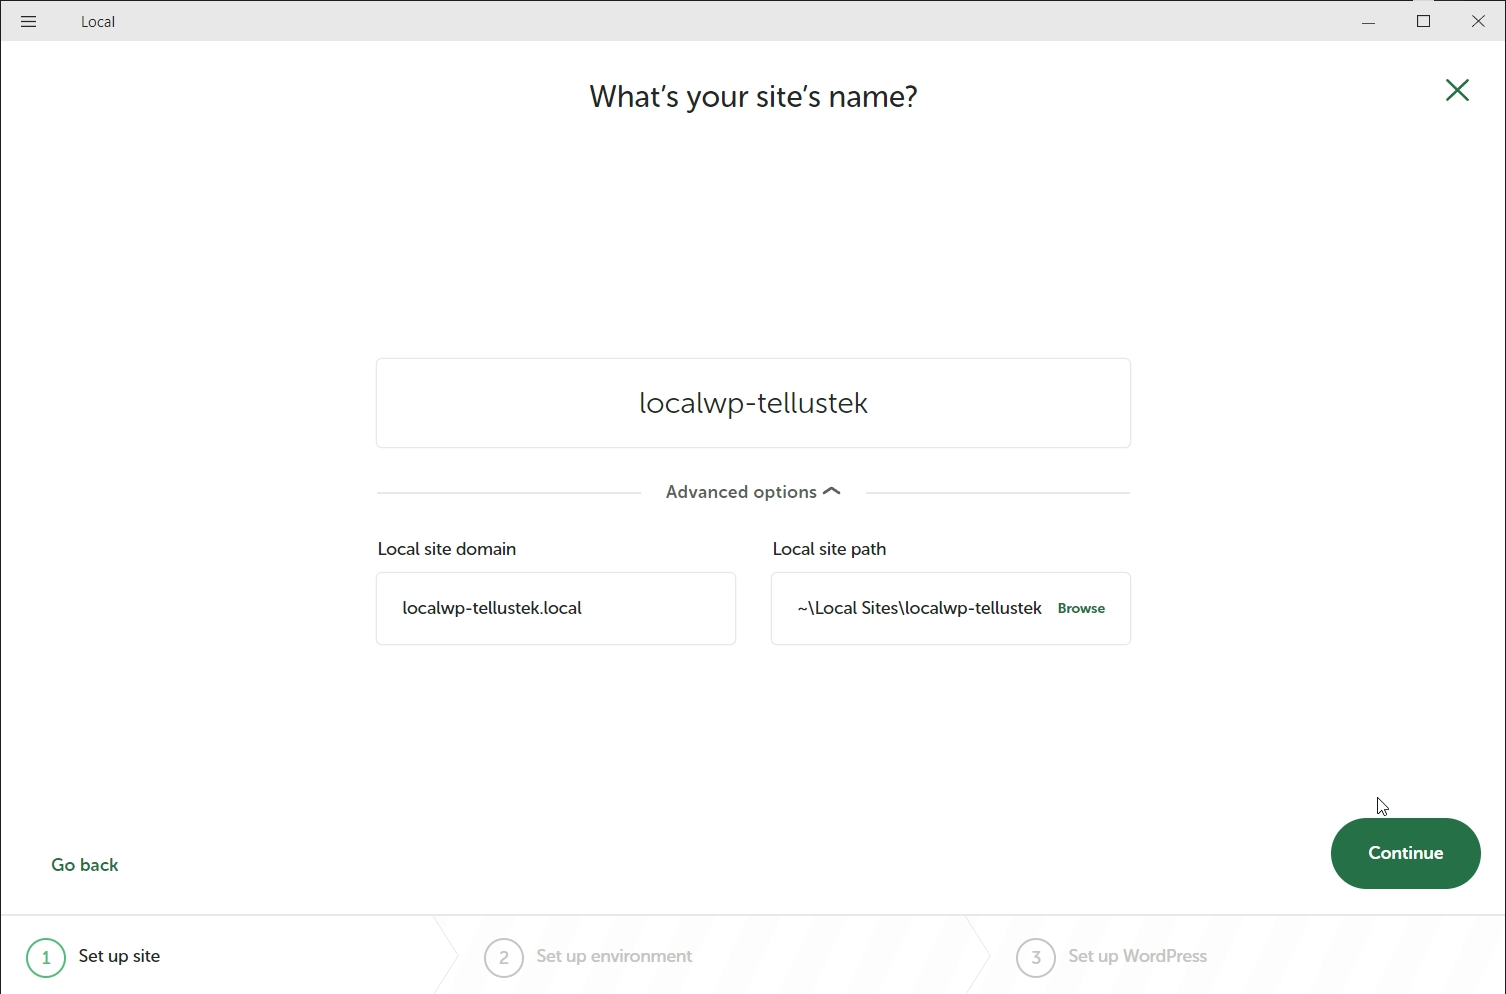 Local
What's your site's name?
localwp-tellustek
Advanced options
Local site domain
Local site path
localwp-tellustek.local
~\Local Sites\localwp-tellustek Browse
Go back
Continue
1 Set up site
2 Set up environment
3 Set up WordPress